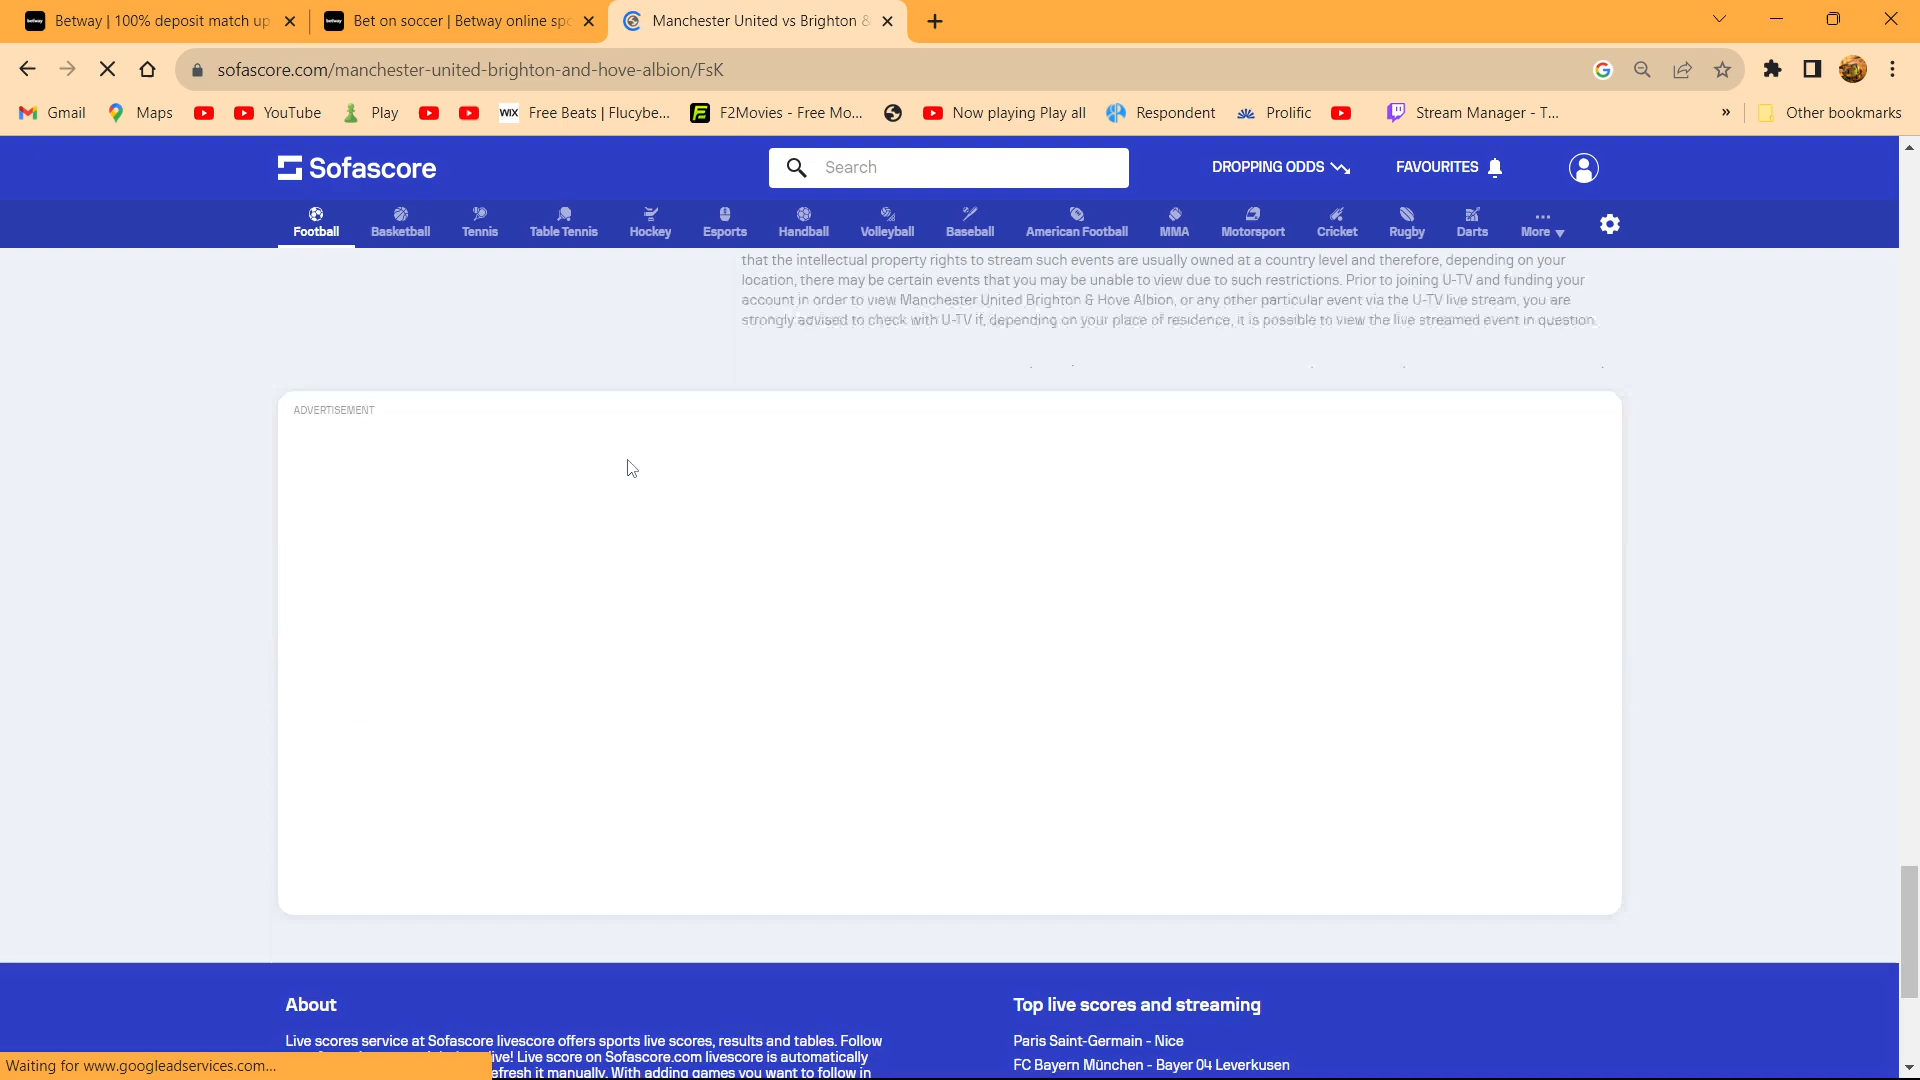 Betway | 100% deposit match up
Bet on soccer | Betway online spo
Manchester United vs Brighton &
sofascore.com/manchester-united-brighton-and-hove-albion/FsK
Gmail
Maps
YouTube
Play
WIX
Free Beats | Flucybe...
F2Movies - Free Mo...
Now playing Play all
Respondent
Prolific
Stream Manager - T...
»
Other bookmarks
Sofascore
Search
DROPPING ODDS
FAVOURITES
Football
Basketball
Tennis
Table Tennis
Hockey
Esports
Handball
Volleyball
Baseball
American Football
MMA
Motorsport
Cricket
Rugby
Darts
More
that the intellectual property rights to stream such events are usually owned at a country level and therefore, depending on your
location, there may be certain events that you may be unable to view due to such restrictions. Prior to joining U-TV and funding your
account in order to view Manchester United Brighton & Hove Albion, or any other particular event via the U-TV live stream, you are
strongly advised to check with U-TV if, depending on your place of residence, it is possible to view the live streamed event in question.
ADVERTISEMENT
About
Live scores service at Sofascore livescore offers sports live scores, results and tables. Follow
ive! Live score on Sofascore.com livescore is automatically
efresh it manually. With adding games you want to follow in
Top live scores and streaming
Paris Saint-Germain - Nice
FC Bayern München - Bayer 04 Leverkusen
Waiting for www.googleadservices.com...